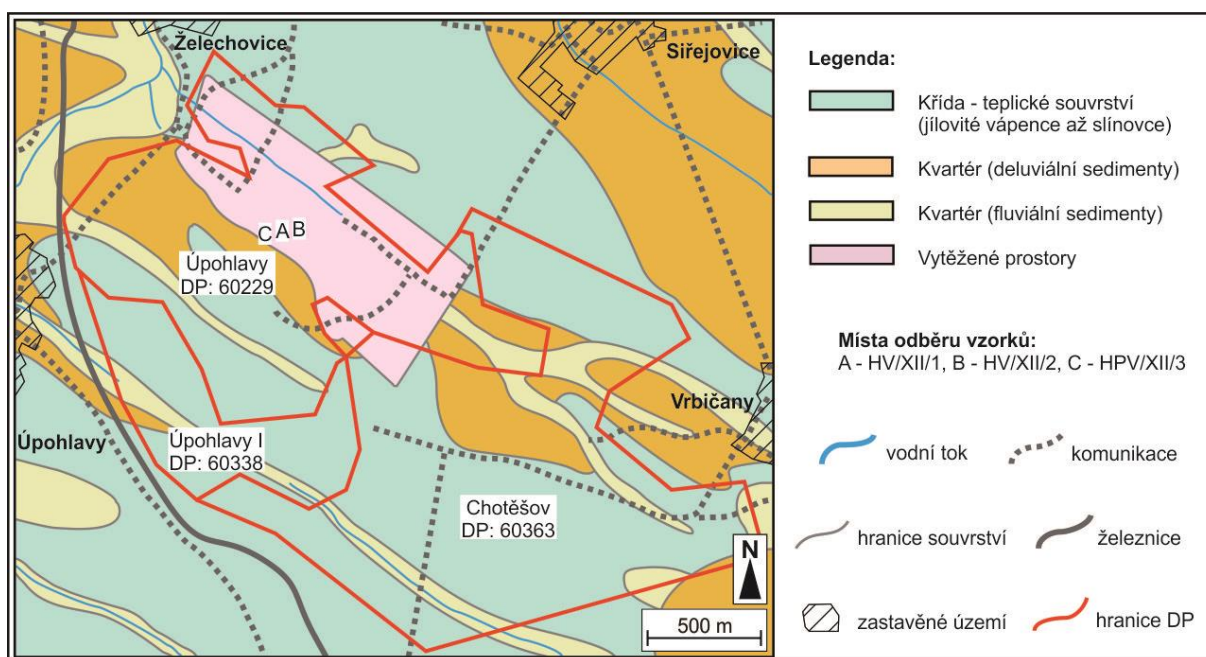 Želechovice
Siřejovice
C A B
Úpohlavy
DP: 60229
Vrbičany
Úpohlavy
Úpohlavy I
DP: 60338
Chotěšov
DP: 60363
N
500 m
Legenda:
Křída - teplické souvrství
(jílovité vápence až slínovce)
Kvartér (deluviální sedimenty)
Kvartér (fluviální sedimenty)
Vytěžené prostory
Místa odběru vzorků:
A - HV/XII/1, B - HV/XII/2, C - HPV/XII/3
vodní tok
komunikace
hranice souvrství
železnice
zastavěné území
hranice DP